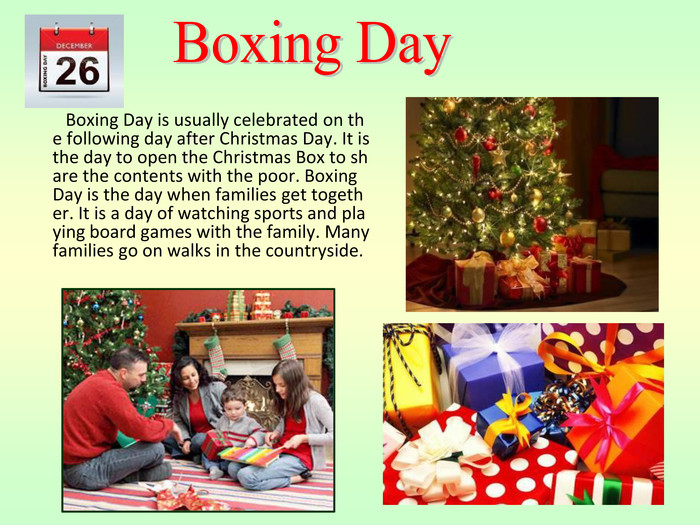 DECEMBER
BOXING DAY
26
Boxing Day
Boxing Day is usually celebrated on th
e following day after Christmas Day. It is
the day to open the Christmas Box to sh
are the contents with the poor. Boxing
Day is the day when families get togeth
er. It is a day of watching sports and pla
ying board games with the family. Many
families go on walks in the countryside.